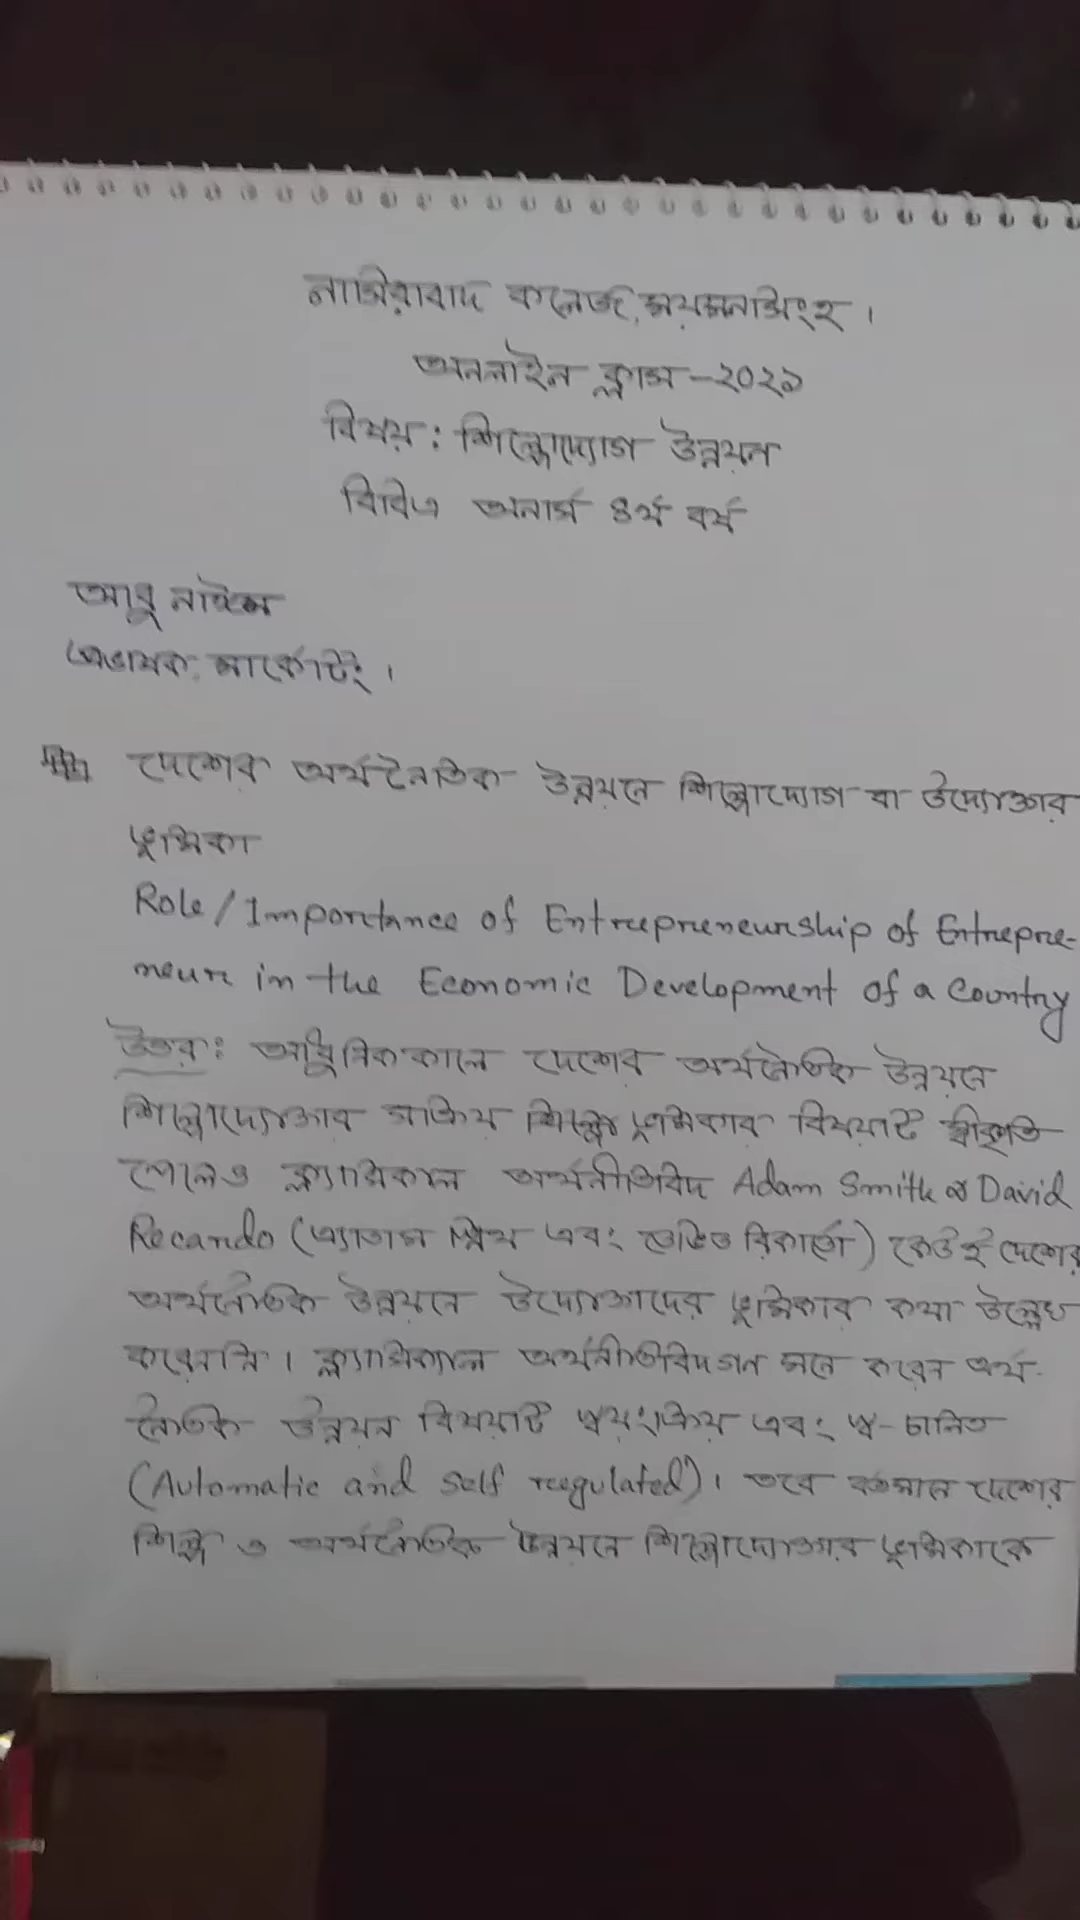 নাসিরাবাদ কলেজ, ময়মনসিংহ।
অনলাইন ক্লাস -২০২১
বিষয় : শিল্পোদ্যোগ উন্নয়ন
বিবিএ অনার্স ৪র্থ বর্ষ
আবু নাঈম
প্রভাষক, মার্কেটিং।
দেশের অর্থনৈতিক উন্নয়নে শিল্পোদ্যোগ বা উদ্যোক্তার
ভূমিকা
Role/Importance of Entrepreneurship of Entrepre-
neur in the Economic Development of a Country
উত্তর: আধুনিককালে দেশের অর্থনৈতিক উন্নয়নে
শিল্পোদ্যোক্তার সক্রিয় ভূমিকার বিষয়টি স্বীকৃতি
পেলেও ক্ল্যাসিকাল অর্থনীতিবিদ Adam Smith & David
Recardo (এ্যাডাম স্মিথ এবং ডেভিড রিকার্ডো) কেউই দেশের
অর্থনৈতিক উন্নয়নে উদ্যোক্তাদের ভূমিকার কথা উল্লেখ
করেননি। ক্ল্যাসিক্যাল অর্থনীতিবিদগন মনে করেন অর্থ-
নৈতিক উন্নয়ন বিষয়টি স্বয়ংক্রিয় এবং স্ব-চালিত
(Automatic and Self regulated)। তবে বর্তমানে দেশের
শিল্প ও অর্থনৈতিক উন্নয়নে শিল্পোদ্যোক্তার ভূমিকাকে